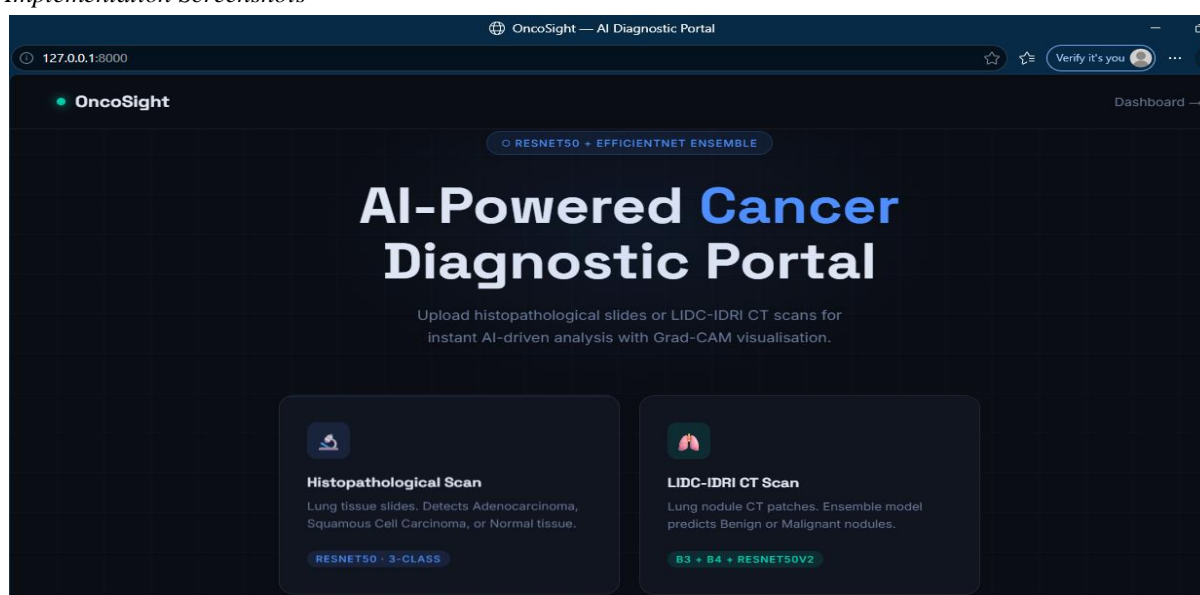 Implementation Screenshots
OncoSight — AI Diagnostic Portal
127.0.0.1:8000
Verify it's you
OncoSight
Dashboard →
RESNET50 + EFFICIENTNET ENSEMBLE
AI-Powered Cancer
Diagnostic Portal
Upload histopathological slides or LIDC-IDRI CT scans for
instant AI-driven analysis with Grad-CAM visualisation.
Histopathological Scan
Lung tissue slides. Detects Adenocarcinoma,
Squamous Cell Carcinoma, or Normal tissue.
RESNET50 · 3-CLASS
LIDC-IDRI CT Scan
Lung nodule CT patches. Ensemble model
predicts Benign or Malignant nodules.
B3 + B4 + RESNET50V2